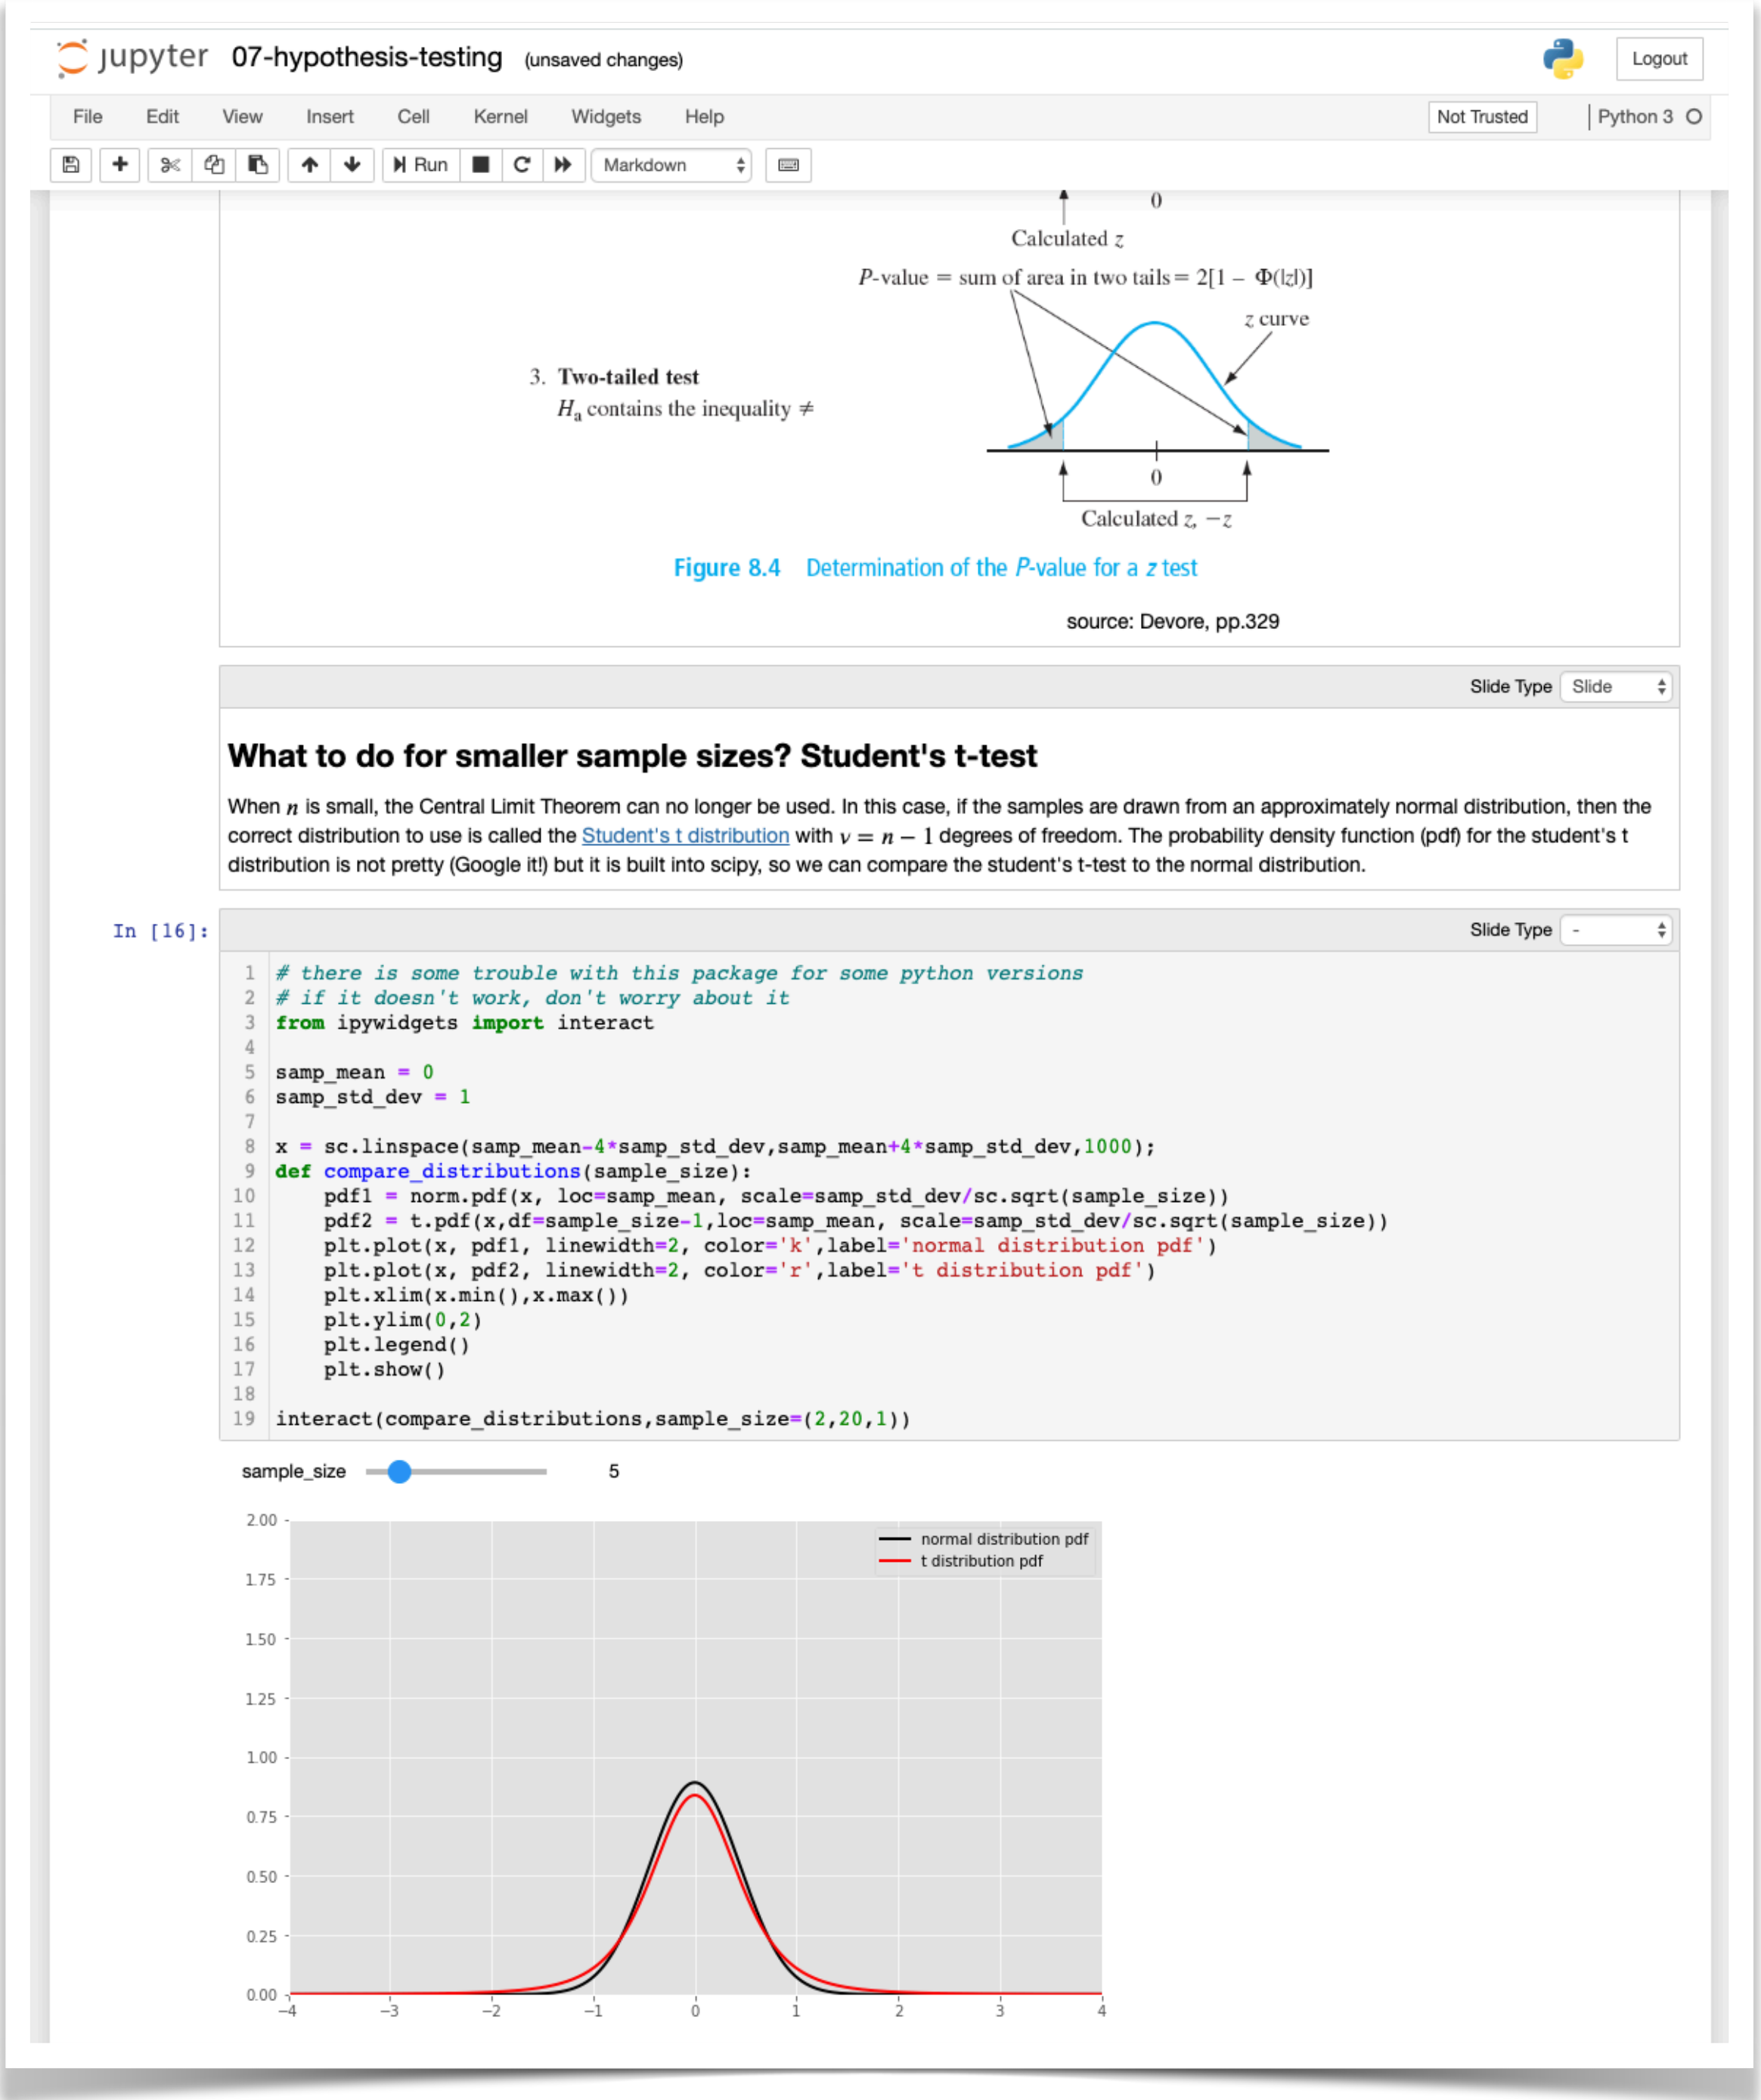 jupyter 07-hypothesis-testing (unsaved changes) Logout
File Edit View Insert Cell Kernel Widgets Help Not Trusted Python 3
Run Markdown
0
Calculated z
P-value = sum of area in two tails = 2[1 − Φ(|z|)]
z curve
3. Two-tailed test
Ha contains the inequality ≠
0
Calculated z, −z
Figure 8.4 Determination of the P-value for a z test
source: Devore, pp.329
Slide Type Slide
What to do for smaller sample sizes? Student's t-test
When n is small, the Central Limit Theorem can no longer be used. In this case, if the samples are drawn from an approximately normal distribution, then the
correct distribution to use is called the Student's t distribution with ν = n − 1 degrees of freedom. The probability density function (pdf) for the student's t
distribution is not pretty (Google it!) but it is built into scipy, so we can compare the student's t-test to the normal distribution.
In [16]:
Slide Type -
1 # there is some trouble with this package for some python versions
2 # if it doesn't work, don't worry about it
3 from ipywidgets import interact
4
5 samp_mean = 0
6 samp_std_dev = 1
7
8 x = sc.linspace(samp_mean-4*samp_std_dev,samp_mean+4*samp_std_dev,1000);
9 def compare_distributions(sample_size):
10     pdf1 = norm.pdf(x, loc=samp_mean, scale=samp_std_dev/sc.sqrt(sample_size))
11     pdf2 = t.pdf(x,df=sample_size-1,loc=samp_mean, scale=samp_std_dev/sc.sqrt(sample_size))
12     plt.plot(x, pdf1, linewidth=2, color='k',label='normal distribution pdf')
13     plt.plot(x, pdf2, linewidth=2, color='r',label='t distribution pdf')
14     plt.xlim(x.min(),x.max())
15     plt.ylim(0,2)
16     plt.legend()
17     plt.show()
18
19 interact(compare_distributions,sample_size=(2,20,1))
sample_size 5
2.00
normal distribution pdf
t distribution pdf
1.75
1.50
1.25
1.00
0.75
0.50
0.25
0.00
−4 −3 −2 −1 0 1 2 3 4